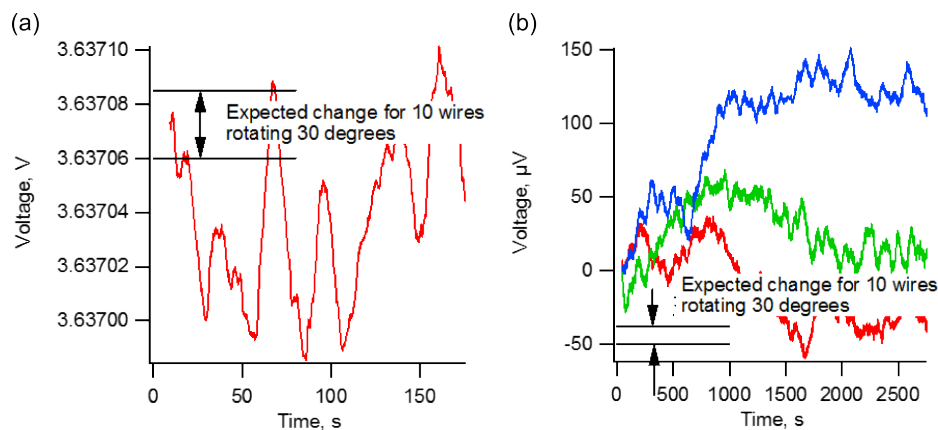 (a)
3.63710
3.63708
3.63706
3.63704
3.63702
3.63700
Voltage, V
Expected change for 10 wires
rotating 30 degrees
0
50
100
150
Time, s
(b)
150
100
50
0
-50
Voltage, µV
Expected change for 10 wires
rotating 30 degrees
0
500
1000
1500
2000
2500
Time, s